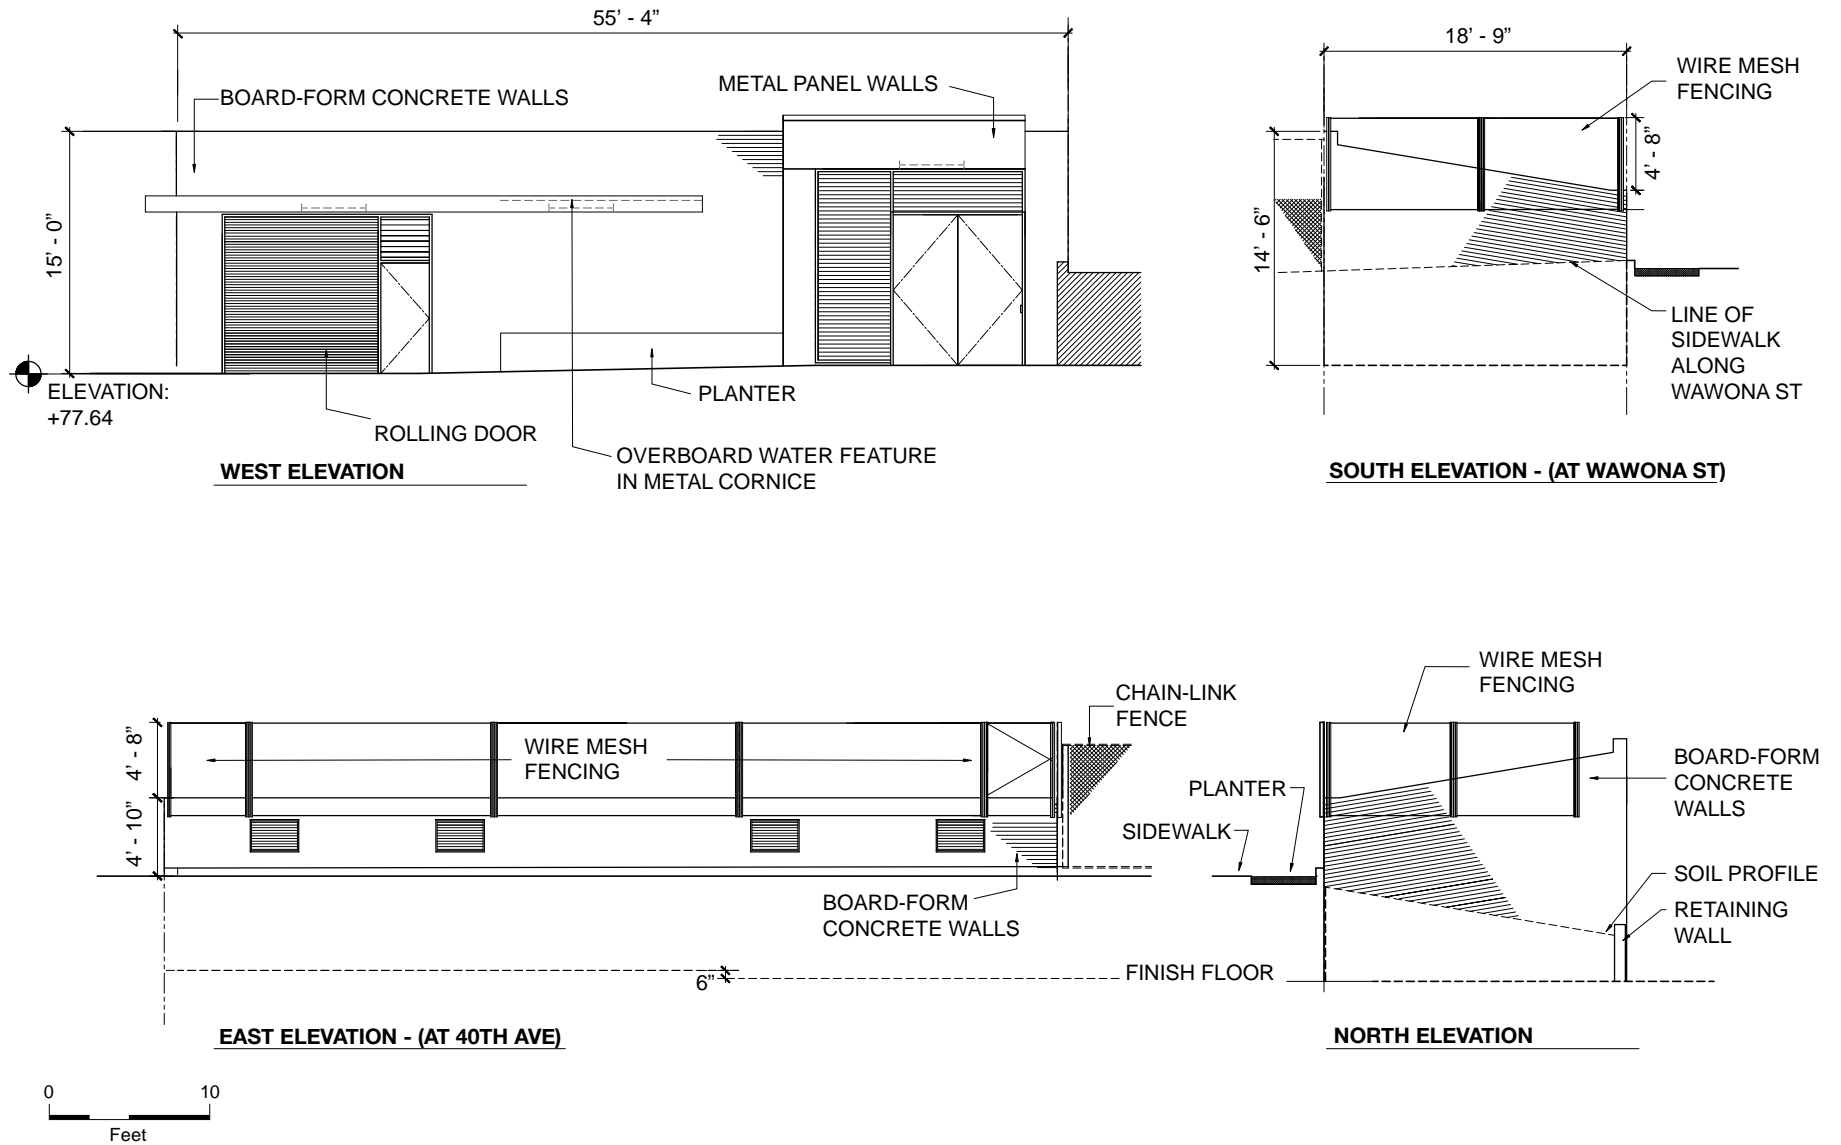 55’ - 4”
BOARD-FORM CONCRETE WALLS
METAL PANEL WALLS
15’ - 0”
ELEVATION:
+77.64
ROLLING DOOR
PLANTER
OVERBOARD WATER FEATURE
IN METAL CORNICE
WEST ELEVATION
18’ - 9”
WIRE MESH
FENCING
4’ - 8”
14’ - 6”
LINE OF
SIDEWALK
ALONG
WAWONA ST
SOUTH ELEVATION - (AT WAWONA ST)
CHAIN-LINK
FENCE
4’ - 8”
WIRE MESH
FENCING
4’ - 10”
BOARD-FORM
CONCRETE WALLS
6”
FINISH FLOOR
EAST ELEVATION - (AT 40TH AVE)
WIRE MESH
FENCING
PLANTER
SIDEWALK
BOARD-FORM
CONCRETE
WALLS
SOIL PROFILE
RETAINING
WALL
NORTH ELEVATION
0 10
Feet